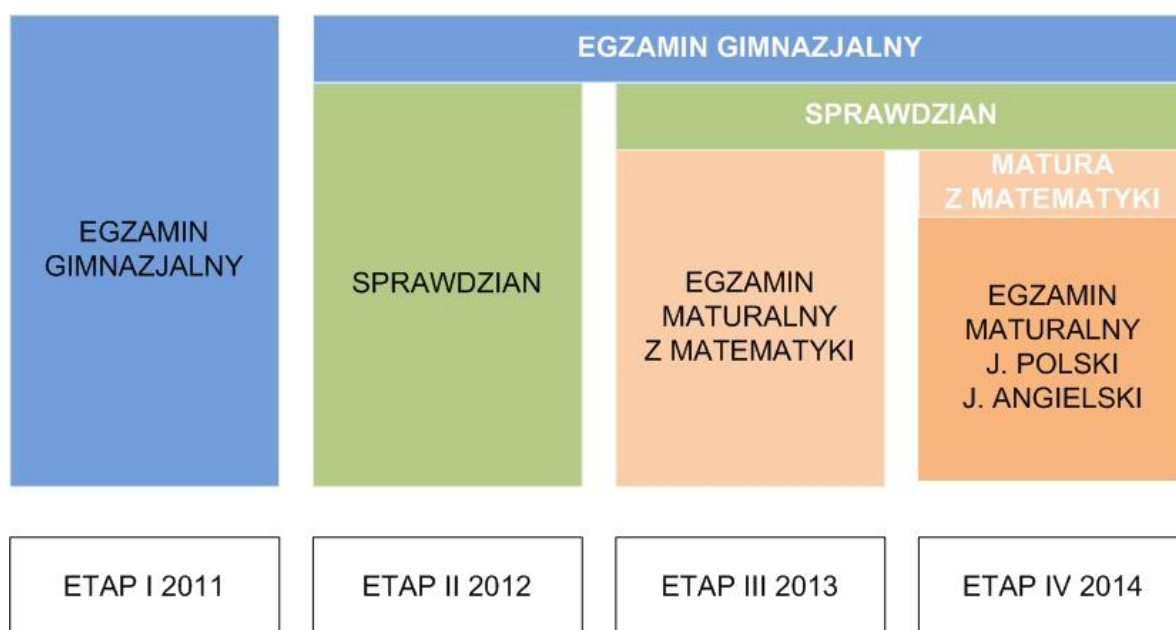 EGZAMIN GIMNAZJALNY
SPRAWDZIAN
MATURA
Z MATEMATYKI
EGZAMIN
GIMNAZJALNY
SPRAWDZIAN
EGZAMIN
MATURALNY
Z MATEMATYKI
EGZAMIN
MATURALNY
J. POLSKI
J. ANGIELSKI
ETAP I 2011
ETAP II 2012
ETAP III 2013
ETAP IV 2014